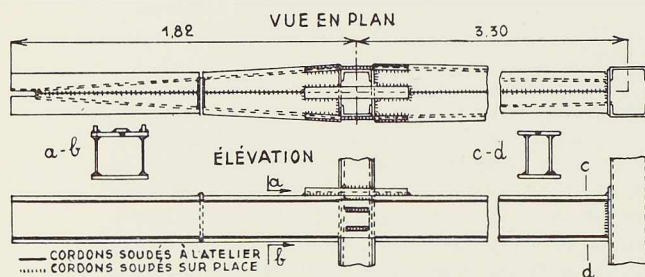 VUE EN PLAN
1,82
3.30
a-b
ÉLÉVATION
c-d
a
c
CORDONS SOUDÉS À L'ATELIER
CORDONS SOUDÉS SUR PLACE
b
d